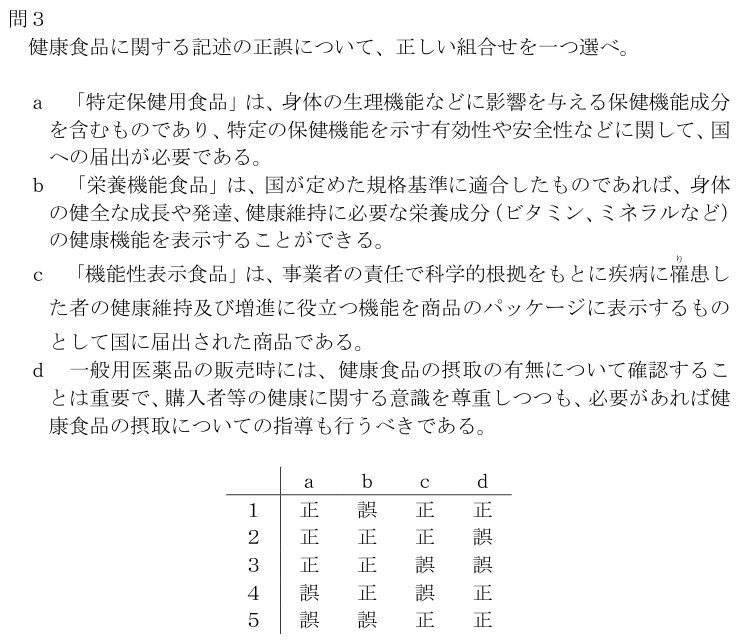 問３
健康食品に関する記述の正誤について、正しい組合せを一つ選べ。
a 「特定保健用食品」は、身体の生理機能などに影響を与える保健機能成分
を含むものであり、特定の保健機能を示す有効性や安全性などに関して、国
への届出が必要である。
b 「栄養機能食品」は、国が定めた規格基準に適合したものであれば、身体
の健全な成長や発達、健康維持に必要な栄養成分（ビタミン、ミネラルなど）
の健康機能を表示することができる。
り
c 「機能性表示食品」は、事業者の責任で科学的根拠をもとに疾病に罹患し
た者の健康維持及び増進に役立つ機能を商品のパッケージに表示するもの
として国に届出された商品である。
d 一般用医薬品の販売時には、健康食品の摂取の有無について確認するこ
とは重要で、購入者等の健康に関する意識を尊重しつつも、必要があれば健
康食品の摂取についての指導も行うべきである。
a b c d
1 正 誤 正 正
2 正 正 正 誤
3 正 正 誤 誤
4 誤 正 誤 正
5 誤 誤 正 正